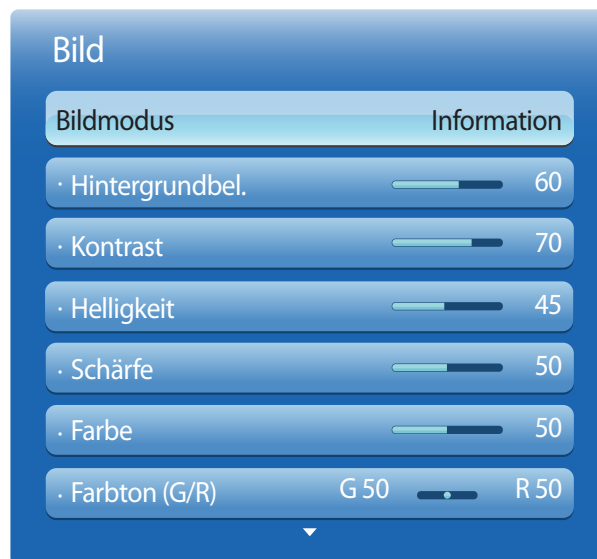 Bild
Bildmodus Information
· Hintergrundbel. 60
· Kontrast 70
· Helligkeit 45
· Schärfe 50
· Farbe 50
· Farbton (G/R) G 50 R 50